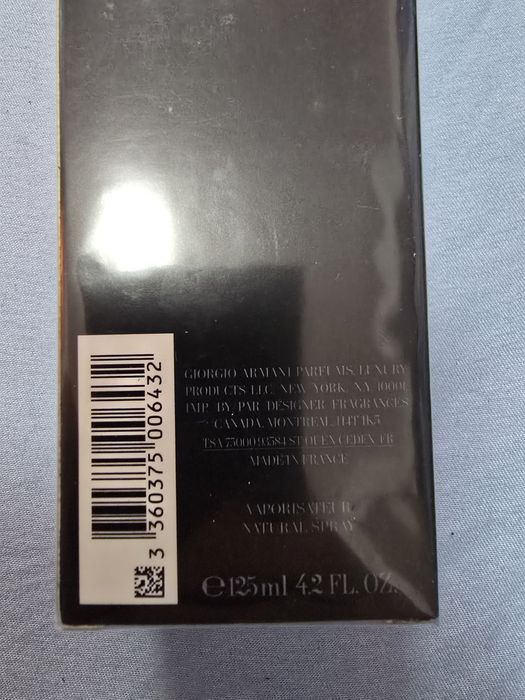 GIORGIO ARMANI PARFUMS, LUXURY
PRODUCTS LLC, NEW YORK, N.Y. 10001,
IMP. BY/PAR DESIGNER FRAGRANCES
CANADA, MONTREAL, H4T 1K5
TSA 75000 93584 ST OUEN CEDEX-FR
MADE IN FRANCE
VAPORISATEUR
NATURAL SPRAY
℮125 ml 4.2 FL. OZ.
3 360375 006432